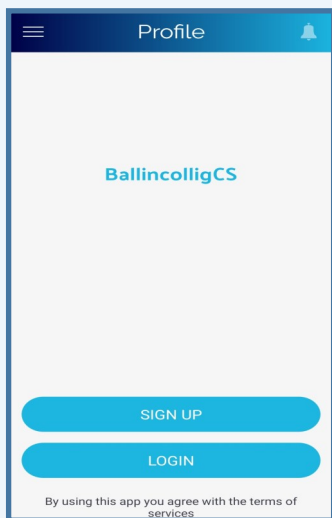 Profile
BallincolligCS
SIGN UP
LOGIN
By using this app you agree with the terms of
services